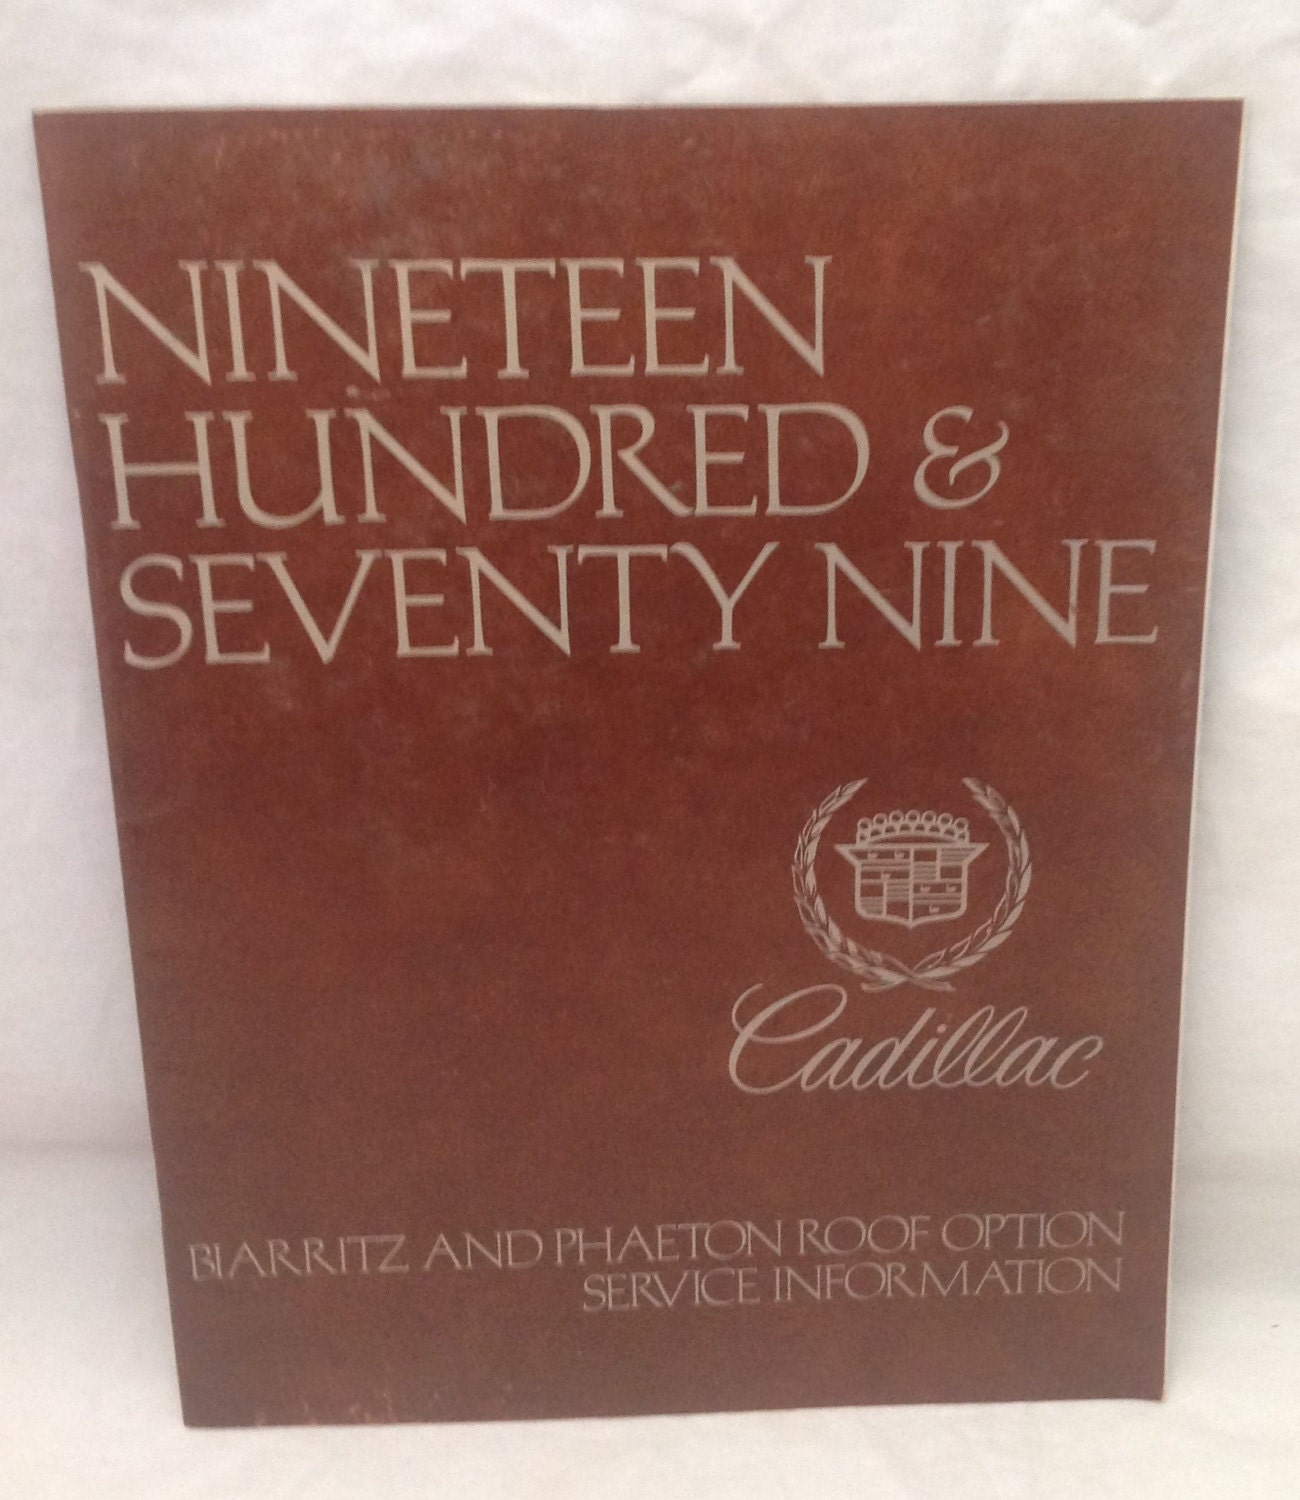 NINETEEN
HUNDRED &
SEVENTY NINE
Cadillac
BIARRITZ AND PHAETON ROOF OPTION
SERVICE INFORMATION